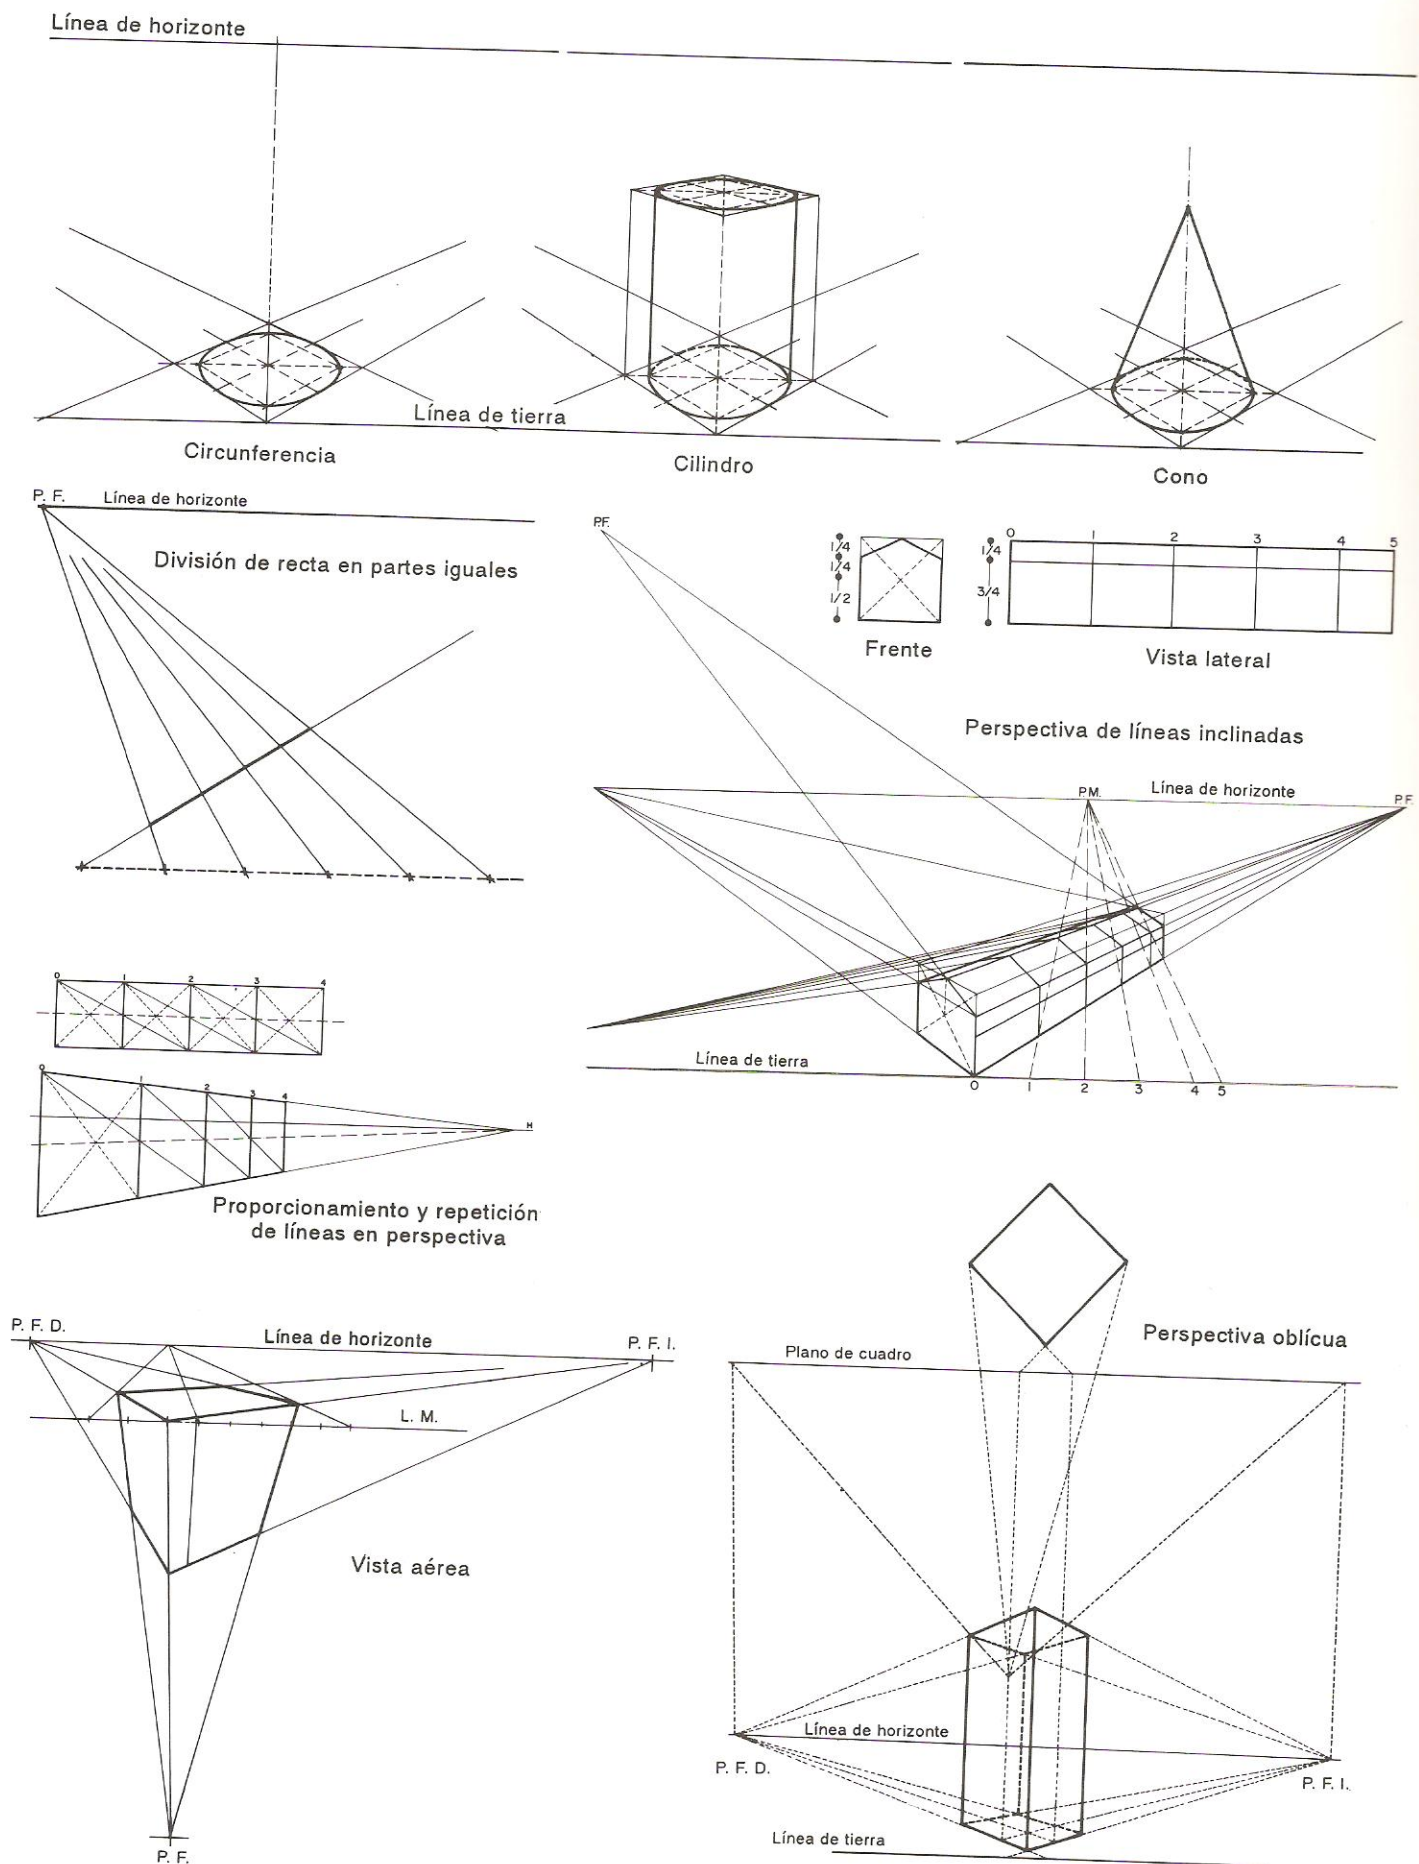 Línea de horizonte
Línea de tierra
Circunferencia
Cilindro
Cono
P. F.
Línea de horizonte
División de recta en partes iguales
P.F.
1/4
1/4
1/2
Frente
1/4
3/4
0 1 2 3 4 5
Vista lateral
Perspectiva de líneas inclinadas
P.M.
Línea de horizonte
P.F.
Línea de tierra
0 1 2 3 4 5
0 1 2 3 4
0 1 2 3 4
H
Proporcionamiento y repetición
de líneas en perspectiva
P. F. D.
Línea de horizonte
P. F. I.
L. M.
Vista aérea
P. F.
Perspectiva oblícua
Plano de cuadro
Línea de horizonte
P. F. D.
P. F. I.
Línea de tierra